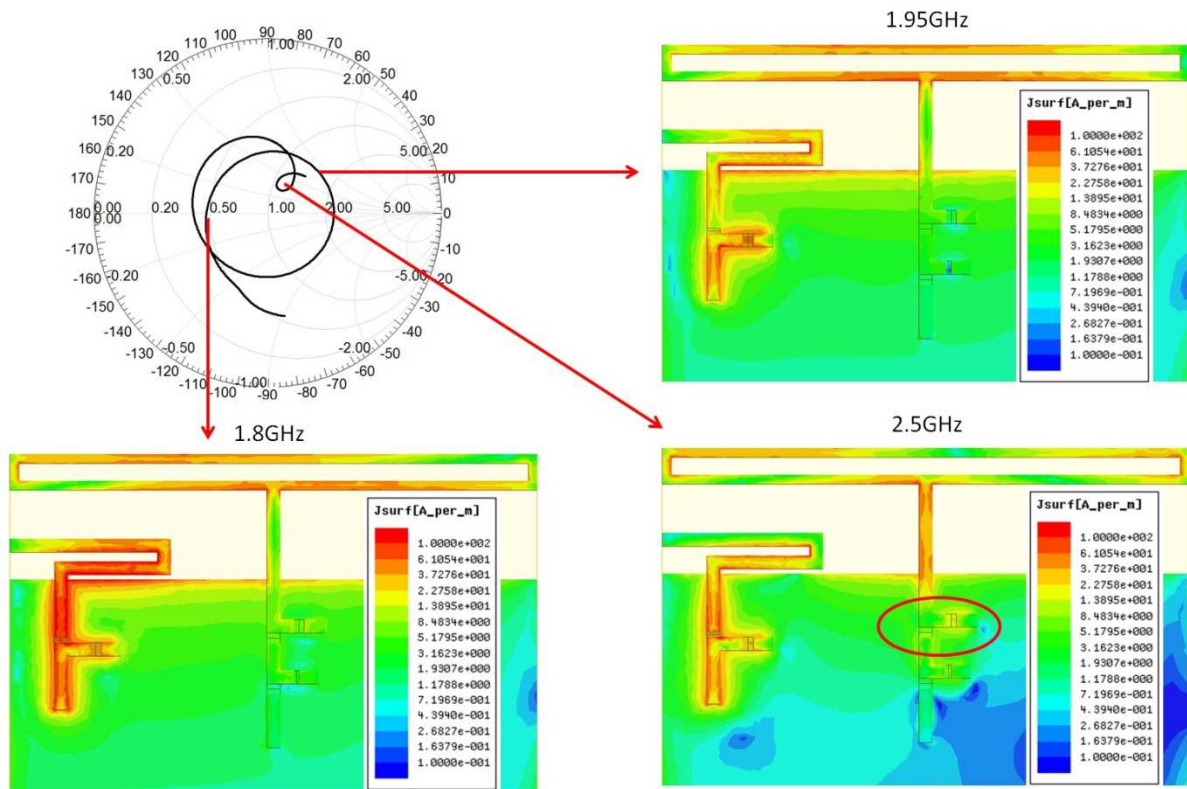 100 90 80
110 1.00 70
120 60
130 0.50 2.00 50
140 40
150 30
160 0.20 5.00 20
170 10
180 0.00 0.20 0.50 1.00 2.00 5.00 0
0.00
-170 -10
-160 -0.20 -5.00 -20
-150 -30
-140 -40
-130 -0.50 -2.00 -50
-120 -60
-110 -1.00 -70
-100 -90 -80
1.95GHz
Jsurf[A_per_m]
1.0000e+002
6.1054e+001
3.7276e+001
2.2758e+001
1.3895e+001
8.4834e+000
5.1795e+000
3.1623e+000
1.9307e+000
1.1788e+000
7.1969e-001
4.3940e-001
2.6827e-001
1.6379e-001
1.0000e-001
1.8GHz
Jsurf[A_per_m]
1.0000e+002
6.1054e+001
3.7276e+001
2.2758e+001
1.3895e+001
8.4834e+000
5.1795e+000
3.1623e+000
1.9307e+000
1.1788e+000
7.1969e-001
4.3940e-001
2.6827e-001
1.6379e-001
1.0000e-001
2.5GHz
Jsurf[A_per_m]
1.0000e+002
6.1054e+001
3.7276e+001
2.2758e+001
1.3895e+001
8.4834e+000
5.1795e+000
3.1623e+000
1.9307e+000
1.1788e+000
7.1969e-001
4.3940e-001
2.6827e-001
1.6379e-001
1.0000e-001